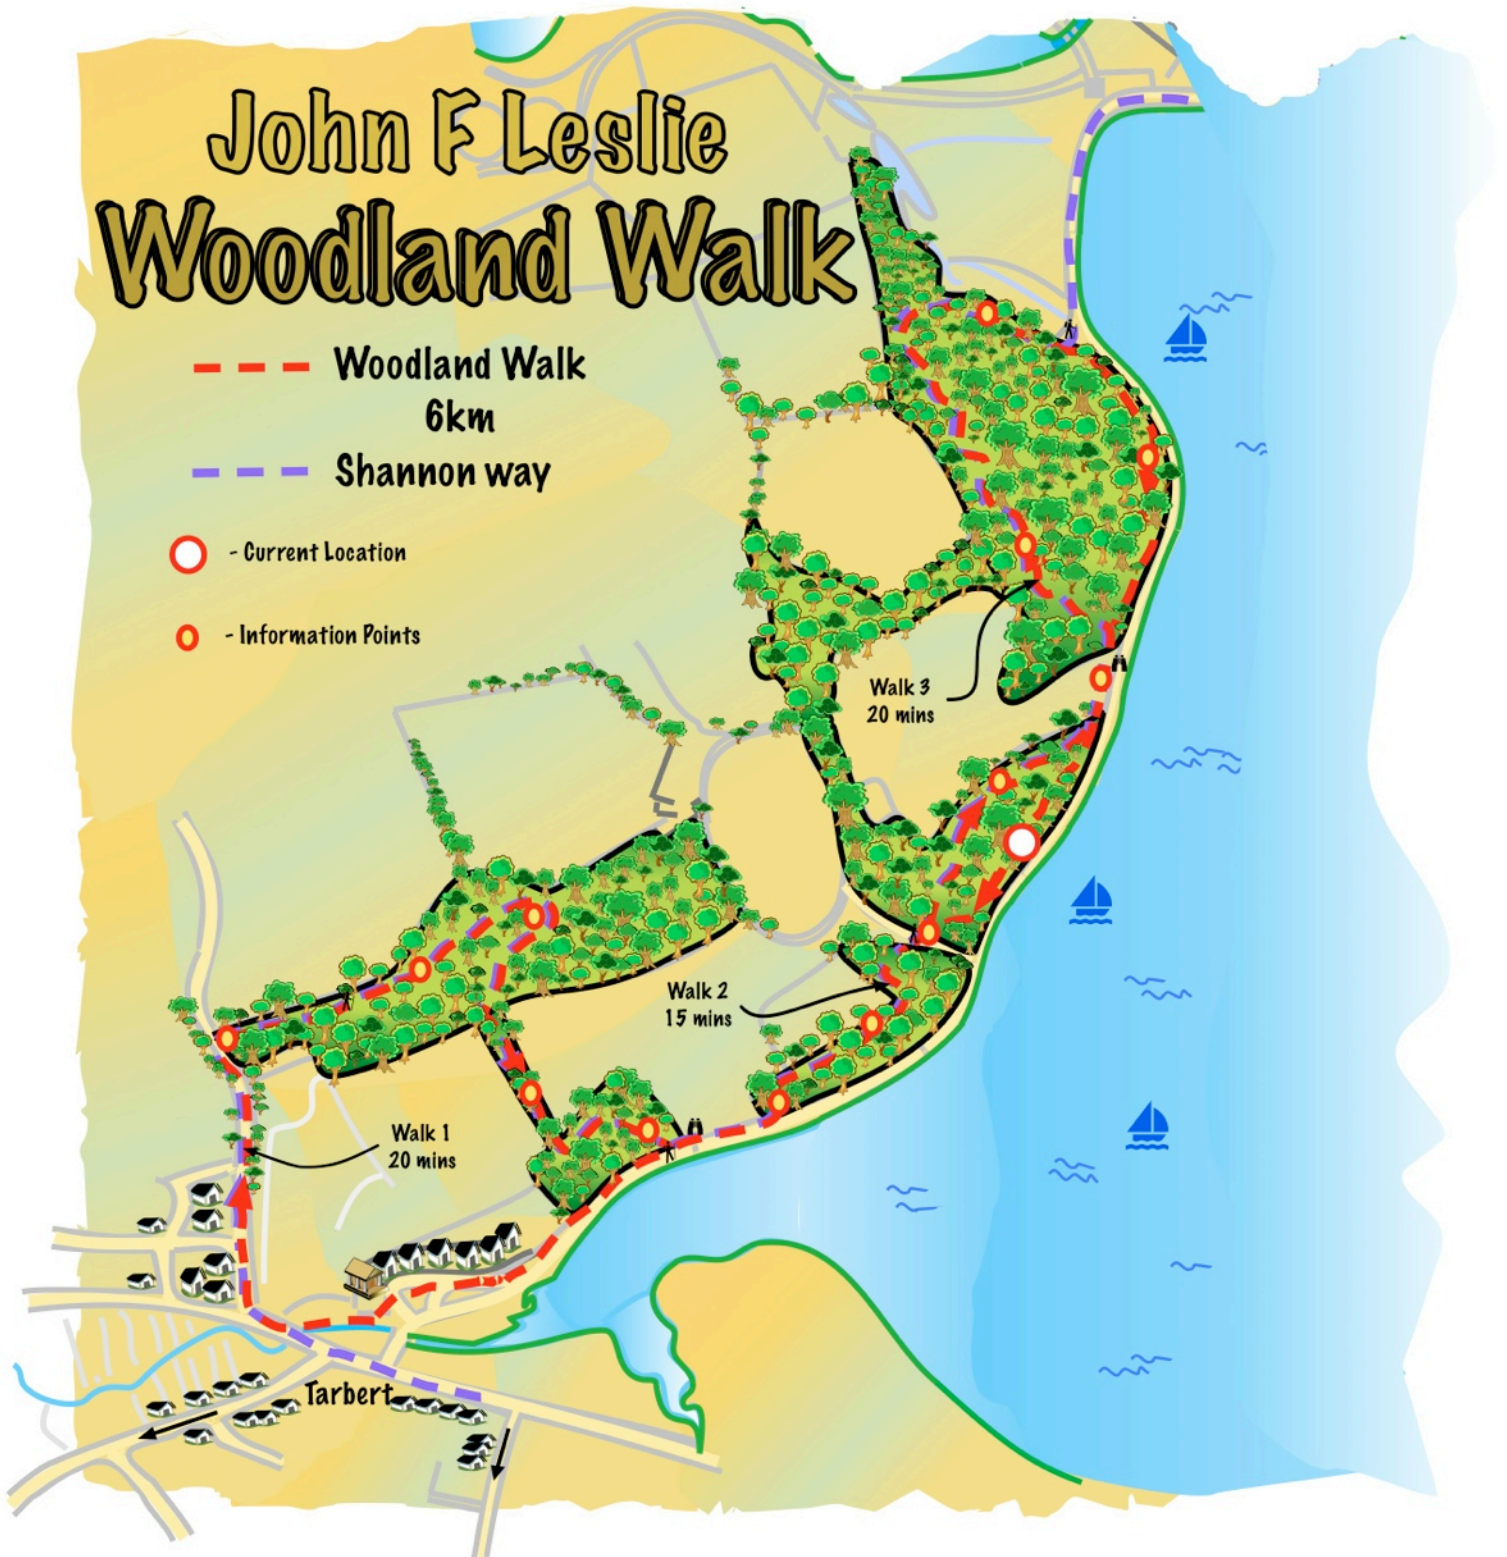 John F Leslie
Woodland Walk
Woodland Walk
6km
Shannon way
- Current Location
- Information Points
Walk 3
20 mins
Walk 2
15 mins
Walk 1
20 mins
Tarbert